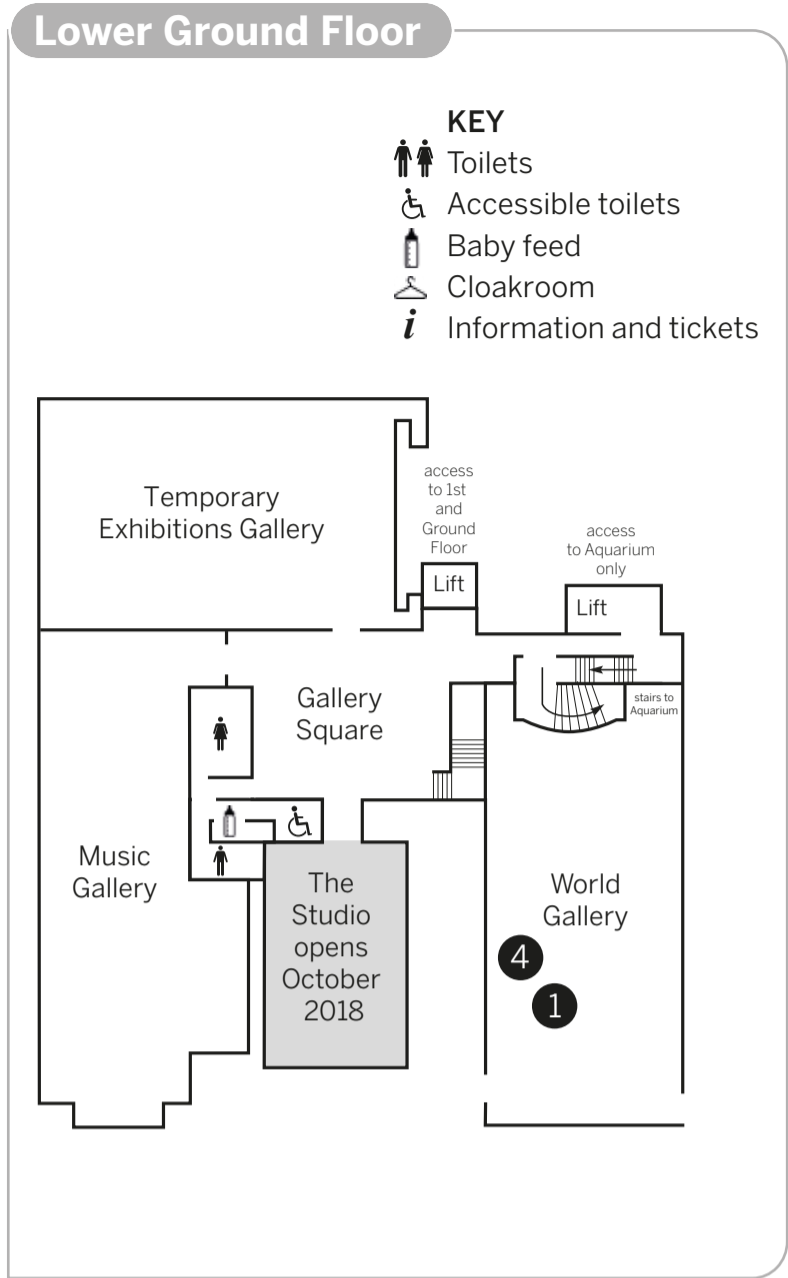 Lower Ground Floor
KEY
Toilets
Accessible toilets
Baby feed
Cloakroom
i Information and tickets
Temporary
Exhibitions Gallery
access
to 1st
and
Ground
Floor
Lift
access
to Aquarium
only
Lift
Gallery
Square
stairs to
Aquarium
Music
Gallery
The
Studio
opens
October
2018
World
Gallery
4
1